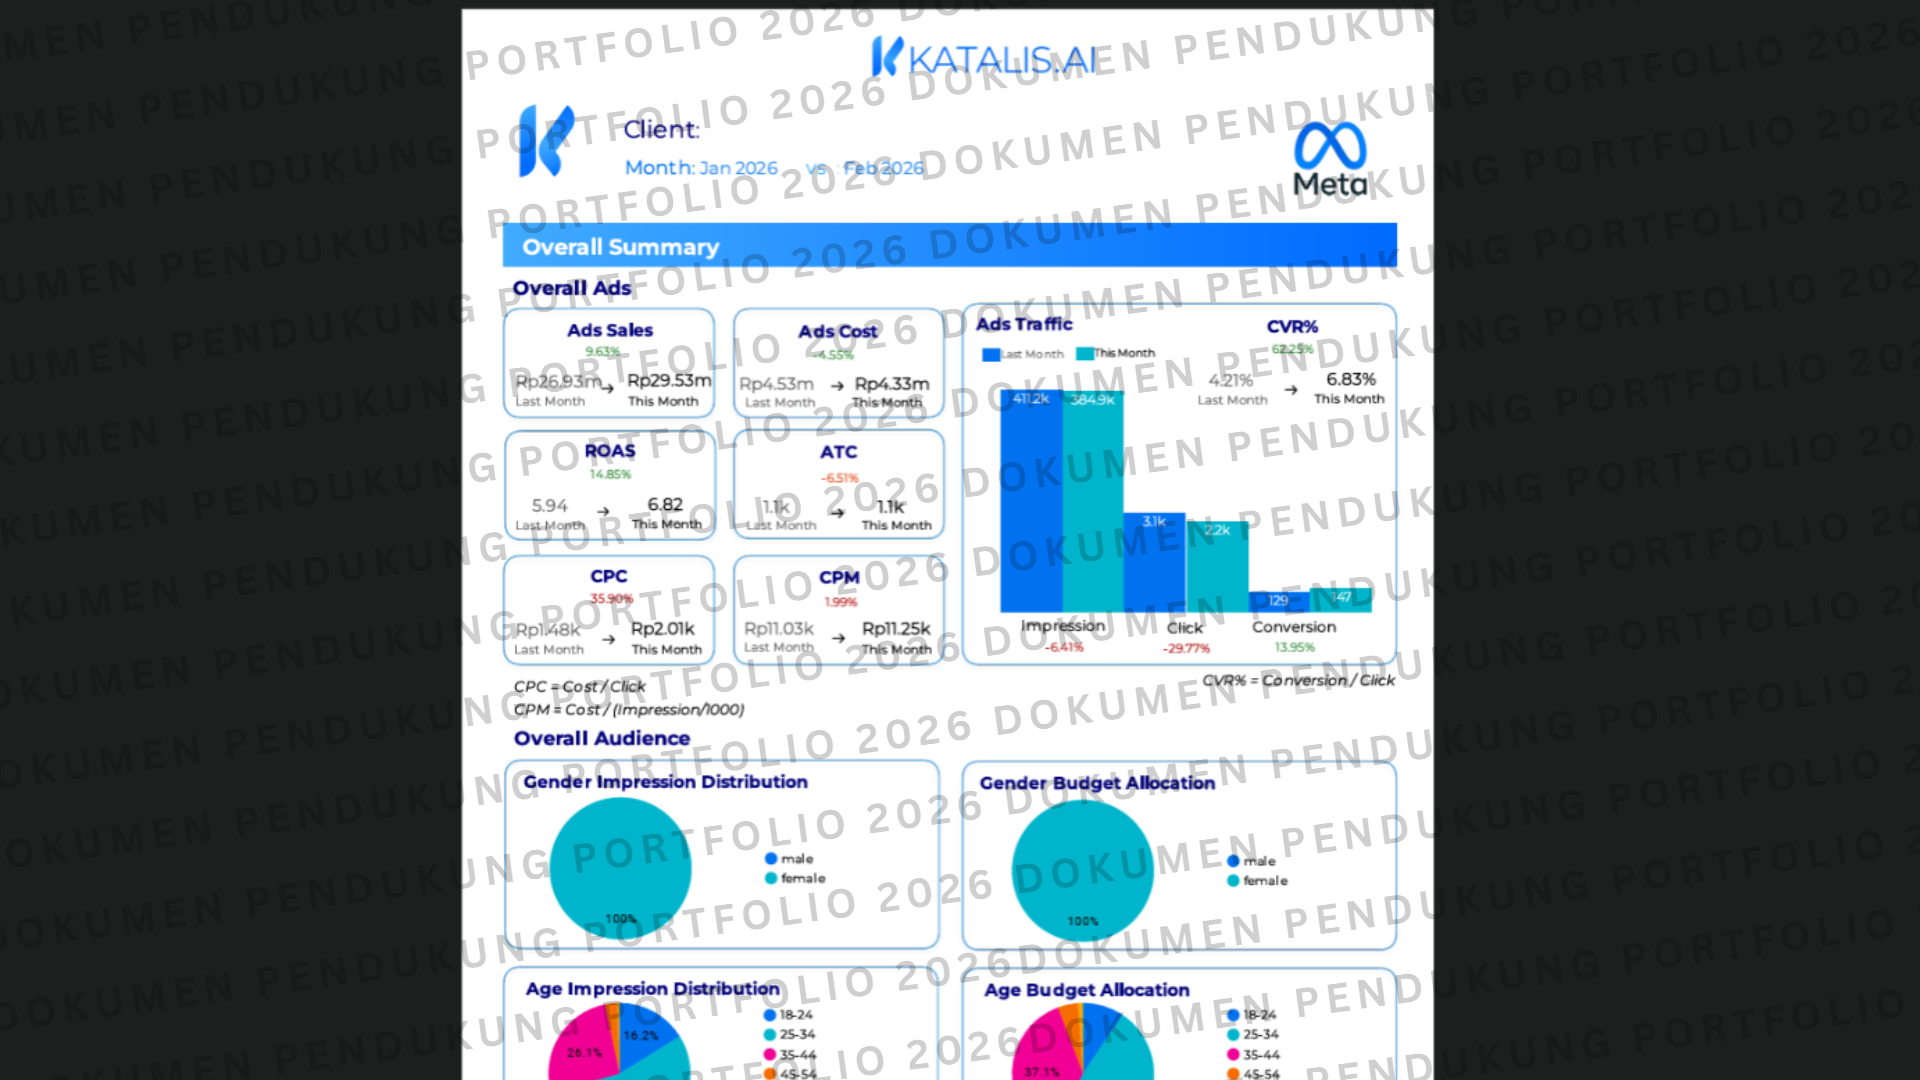 KATALIS.AI
Client:
Month: Jan 2026 vs Feb 2026
Meta
Overall Summary
Overall Ads
Ads Sales
9.63%
Rp26.93m → Rp29.53m
Last Month This Month
Ads Cost
-4.55%
Rp4.53m → Rp4.33m
Last Month This Month
ROAS
14.85%
5.94 → 6.82
Last Month This Month
ATC
-6.51%
1.1k → 1.1k
Last Month This Month
CPC
35.90%
Rp1.48k → Rp2.01k
Last Month This Month
CPM
1.99%
Rp11.03k → Rp11.25k
Last Month This Month
Ads Traffic
Last Month This Month
CVR%
62.25%
4.21% → 6.83%
Last Month This Month
411.2k 384.9k
3.1k 2.2k
129 147
Impression Click Conversion
-6.41% -29.77% 13.95%
CPC = Cost / Click
CPM = Cost / (Impression/1000)
CVR% = Conversion / Click
Overall Audience
Gender Impression Distribution
male
female
100%
Gender Budget Allocation
male
female
100%
Age Impression Distribution
16.2%
26.1%
18-24
25-34
35-44
45-54
Age Budget Allocation
37.1%
18-24
25-34
35-44
45-54
DOKUMEN PENDUKUNG PORTFOLIO 2026